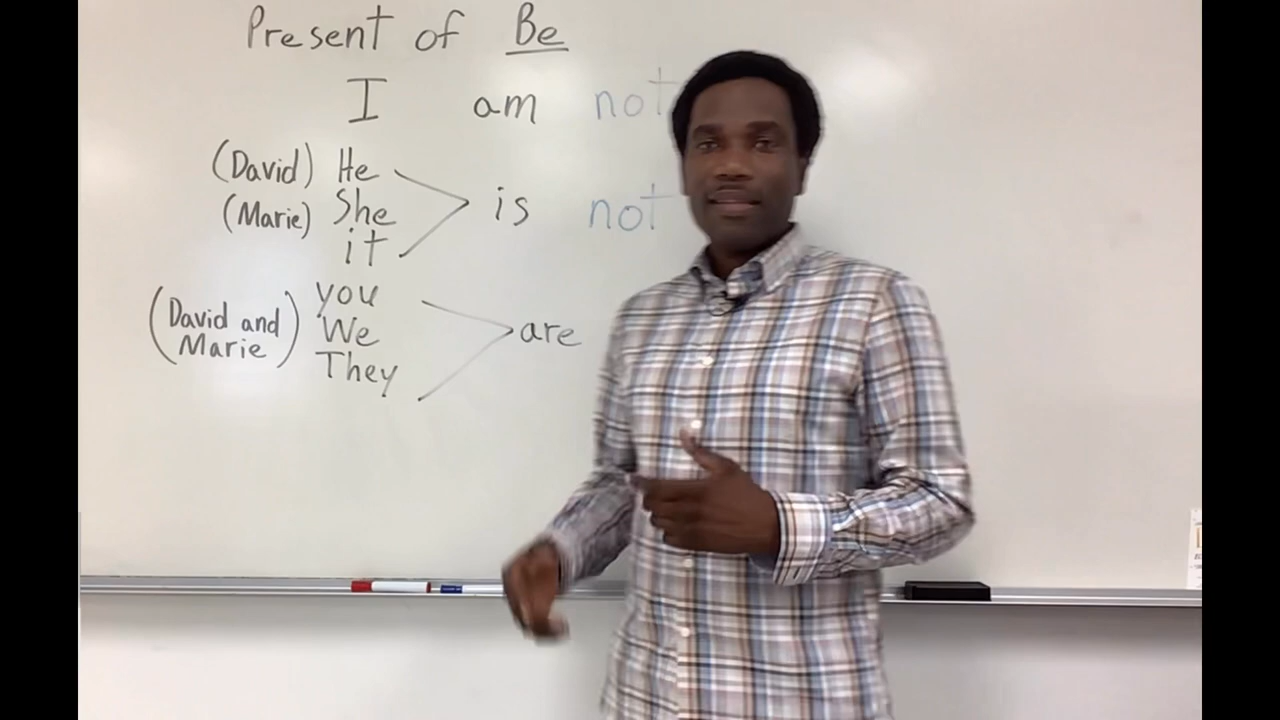 Present of Be
I am not
(David) He
(Marie) She is not
it
you
(David and We are
Marie) They